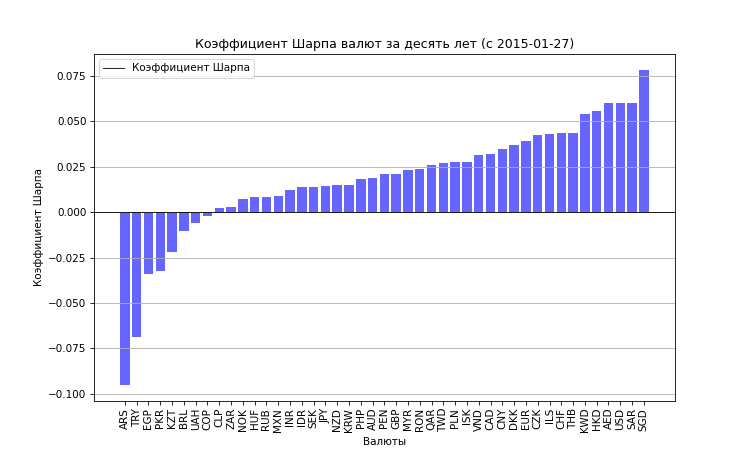 Коэффициент Шарпа валют за десять лет (с 2015-01-27)
Коэффициент Шарпа
0.075
0.050
0.025
0.000
−0.025
−0.050
−0.075
−0.100
Коэффициент Шарпа
ARS TRY EGP PKR KZT BRL UAH COP CLP ZAR NOK HUF RUB MXN INR IDR SEK JPY NZD KRW PHP AUD PEN GBP MYR RON QAR TWD PLN ISK VND CAD CNY DKK EUR CZK ILS CHF THB KWD HKD AED USD SAR SGD
Валюты